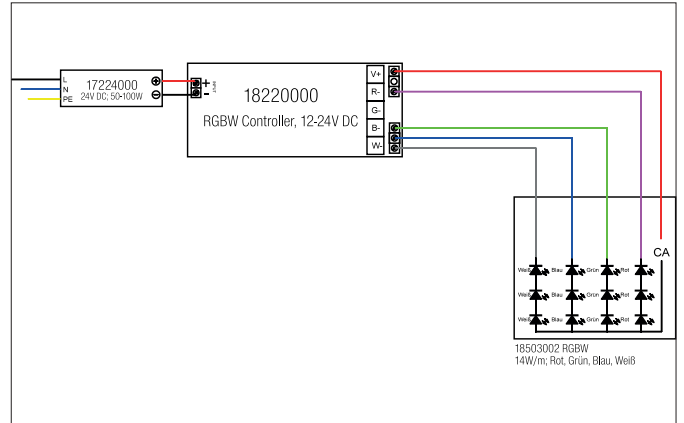 L
N
PE
17224000
24V DC; 50-100W
+
-
+
-
18220000
RGBW Controller, 12-24V DC
V+
R-
G-
B-
W-
CA
Weiß Blau Grün Rot
Weiß Blau Grün Rot
Weiß Blau Grün Rot
18503002 RGBW
14W/m; Rot, Grün, Blau, Weiß